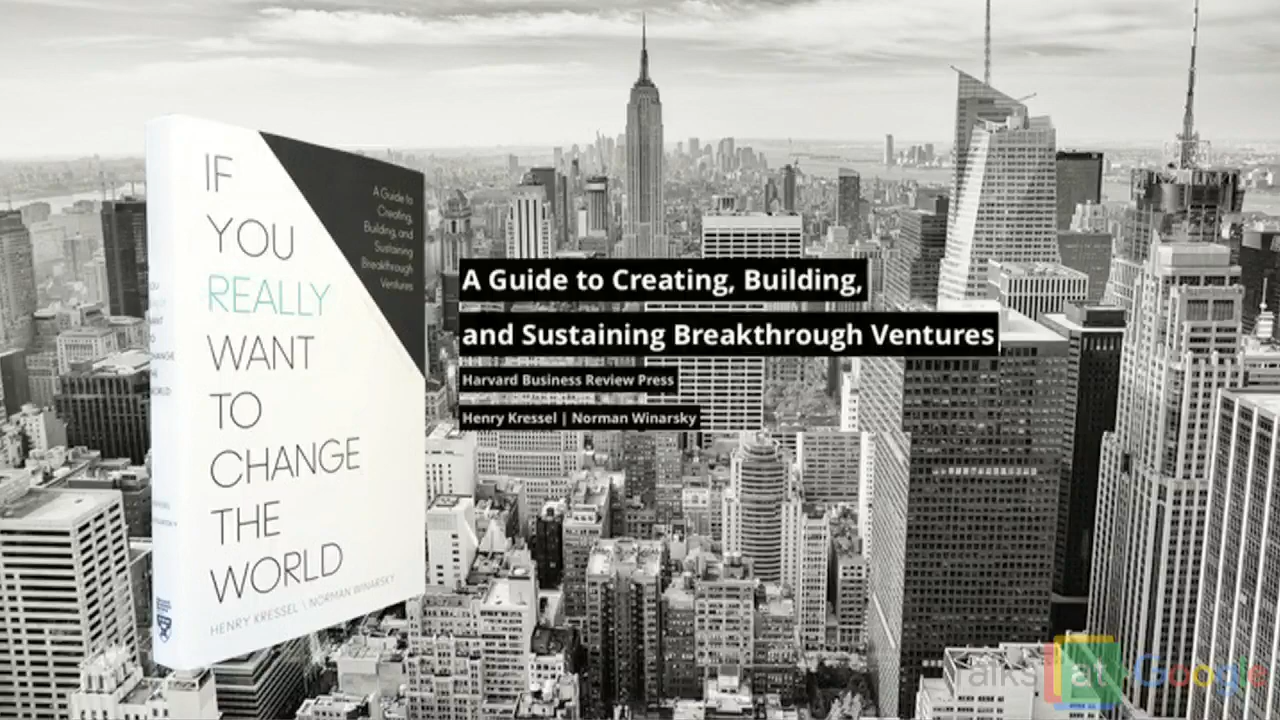 IF
YOU
REALLY
WANT
TO
CHANGE
THE
WORLD
HENRY KRESSEL \ NORMAN WINARSKY
A Guide to
Creating,
Building, and
Sustaining
Breakthrough
Ventures
A Guide to Creating, Building,
and Sustaining Breakthrough Ventures
Harvard Business Review Press
Henry Kressel | Norman Winarsky
Talks at Google